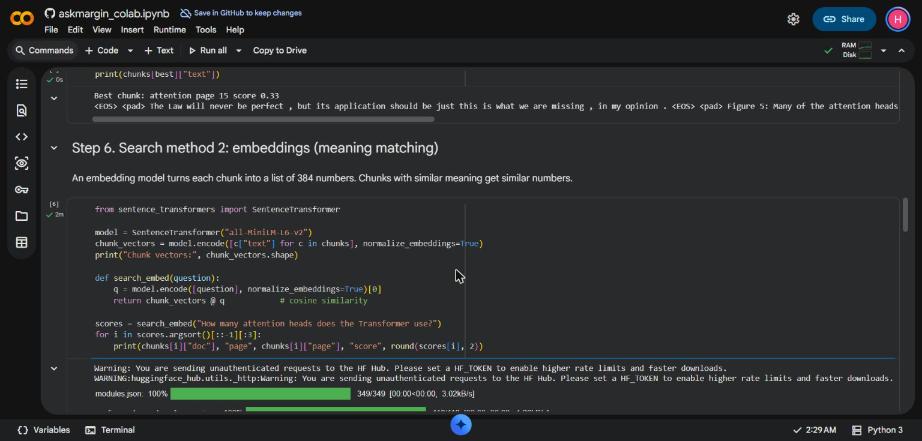 askmargin_colab.ipynb
Save in GitHub to keep changes
File Edit View Insert Runtime Tools Help
Share
H
Commands + Code + Text Run all Copy to Drive
RAM
Disk
0s
print(chunks[best]["text"])
Best chunk: attention page 15 score 0.33
<EOS> <pad> The Law will never be perfect , but its application should be just this is what we are missing , in my opinion . <EOS> <pad> Figure 5: Many of the attention heads
Step 6. Search method 2: embeddings (meaning matching)
An embedding model turns each chunk into a list of 384 numbers. Chunks with similar meaning get similar numbers.
[6]
2m
from sentence_transformers import SentenceTransformer
model = SentenceTransformer("all-MiniLM-L6-v2")
chunk_vectors = model.encode([c["text"] for c in chunks], normalize_embeddings=True)
print("Chunk vectors:", chunk_vectors.shape)
def search_embed(question):
q = model.encode([question], normalize_embeddings=True)[0]
return chunk_vectors @ q # cosine similarity
scores = search_embed("How many attention heads does the Transformer use?")
for i in scores.argsort()[::-1][:3]:
print(chunks[i]["doc"], "page", chunks[i]["page"], "score", round(scores[i], 2))
Warning: You are sending unauthenticated requests to the HF Hub. Please set a HF_TOKEN to enable higher rate limits and faster downloads.
WARNING:huggingface_hub.utils._http:Warning: You are sending unauthenticated requests to the HF Hub. Please set a HF_TOKEN to enable higher rate limits and faster downloads.
modules.json: 100% 349/349 [00:00<00:00, 3.02kB/s]
Variables Terminal
2:29 AM Python 3